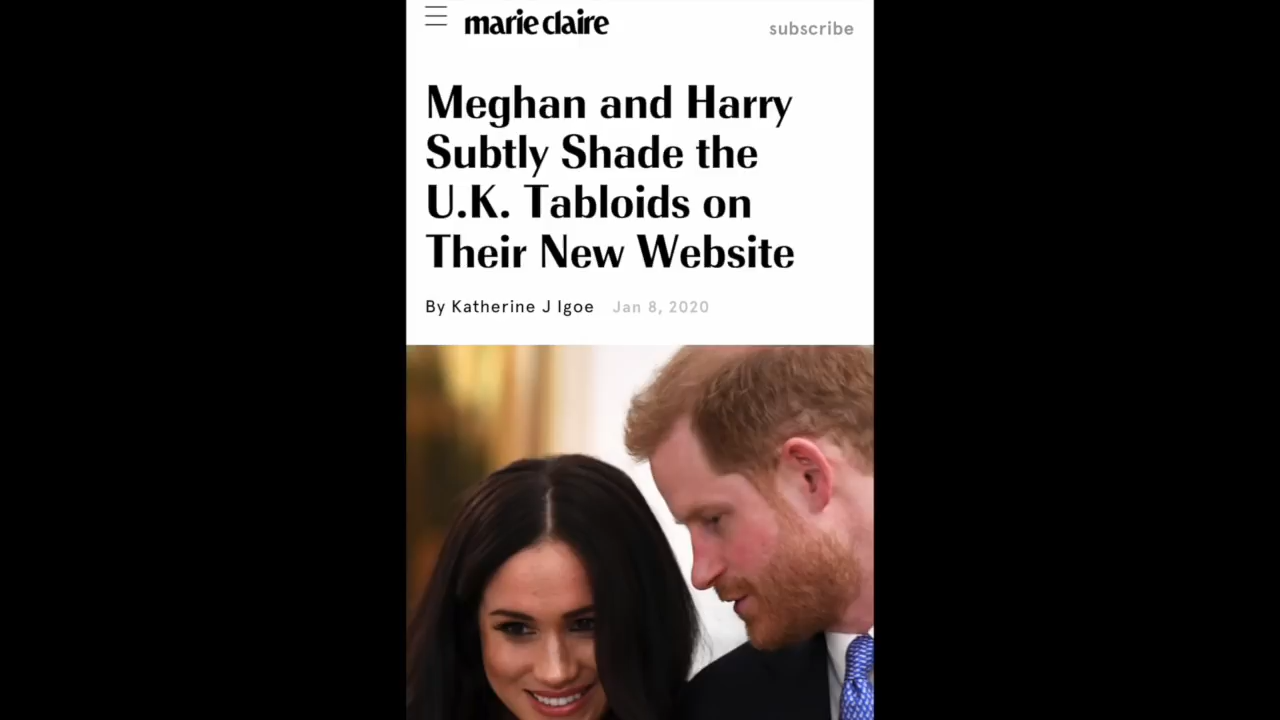 marie claire
subscribe
Meghan and Harry
Subtly Shade the
U.K. Tabloids on
Their New Website
By Katherine J Igoe Jan 8, 2020